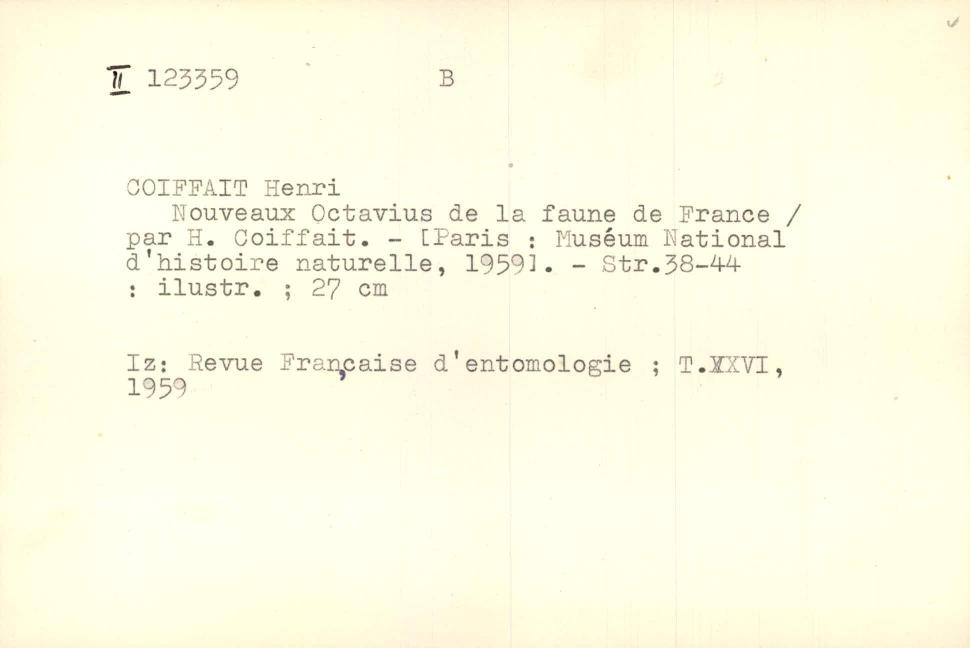 II 123359 B
COIFFAIT Henri
Nouveaux Octavius de la faune de France /
par H. Coiffait. - [Paris : Muséum National
d'histoire naturelle, 1959]. - Str.38-44
: ilustr. ; 27 cm
Iz: Revue Française d'entomologie ; T.XXVI,
1959